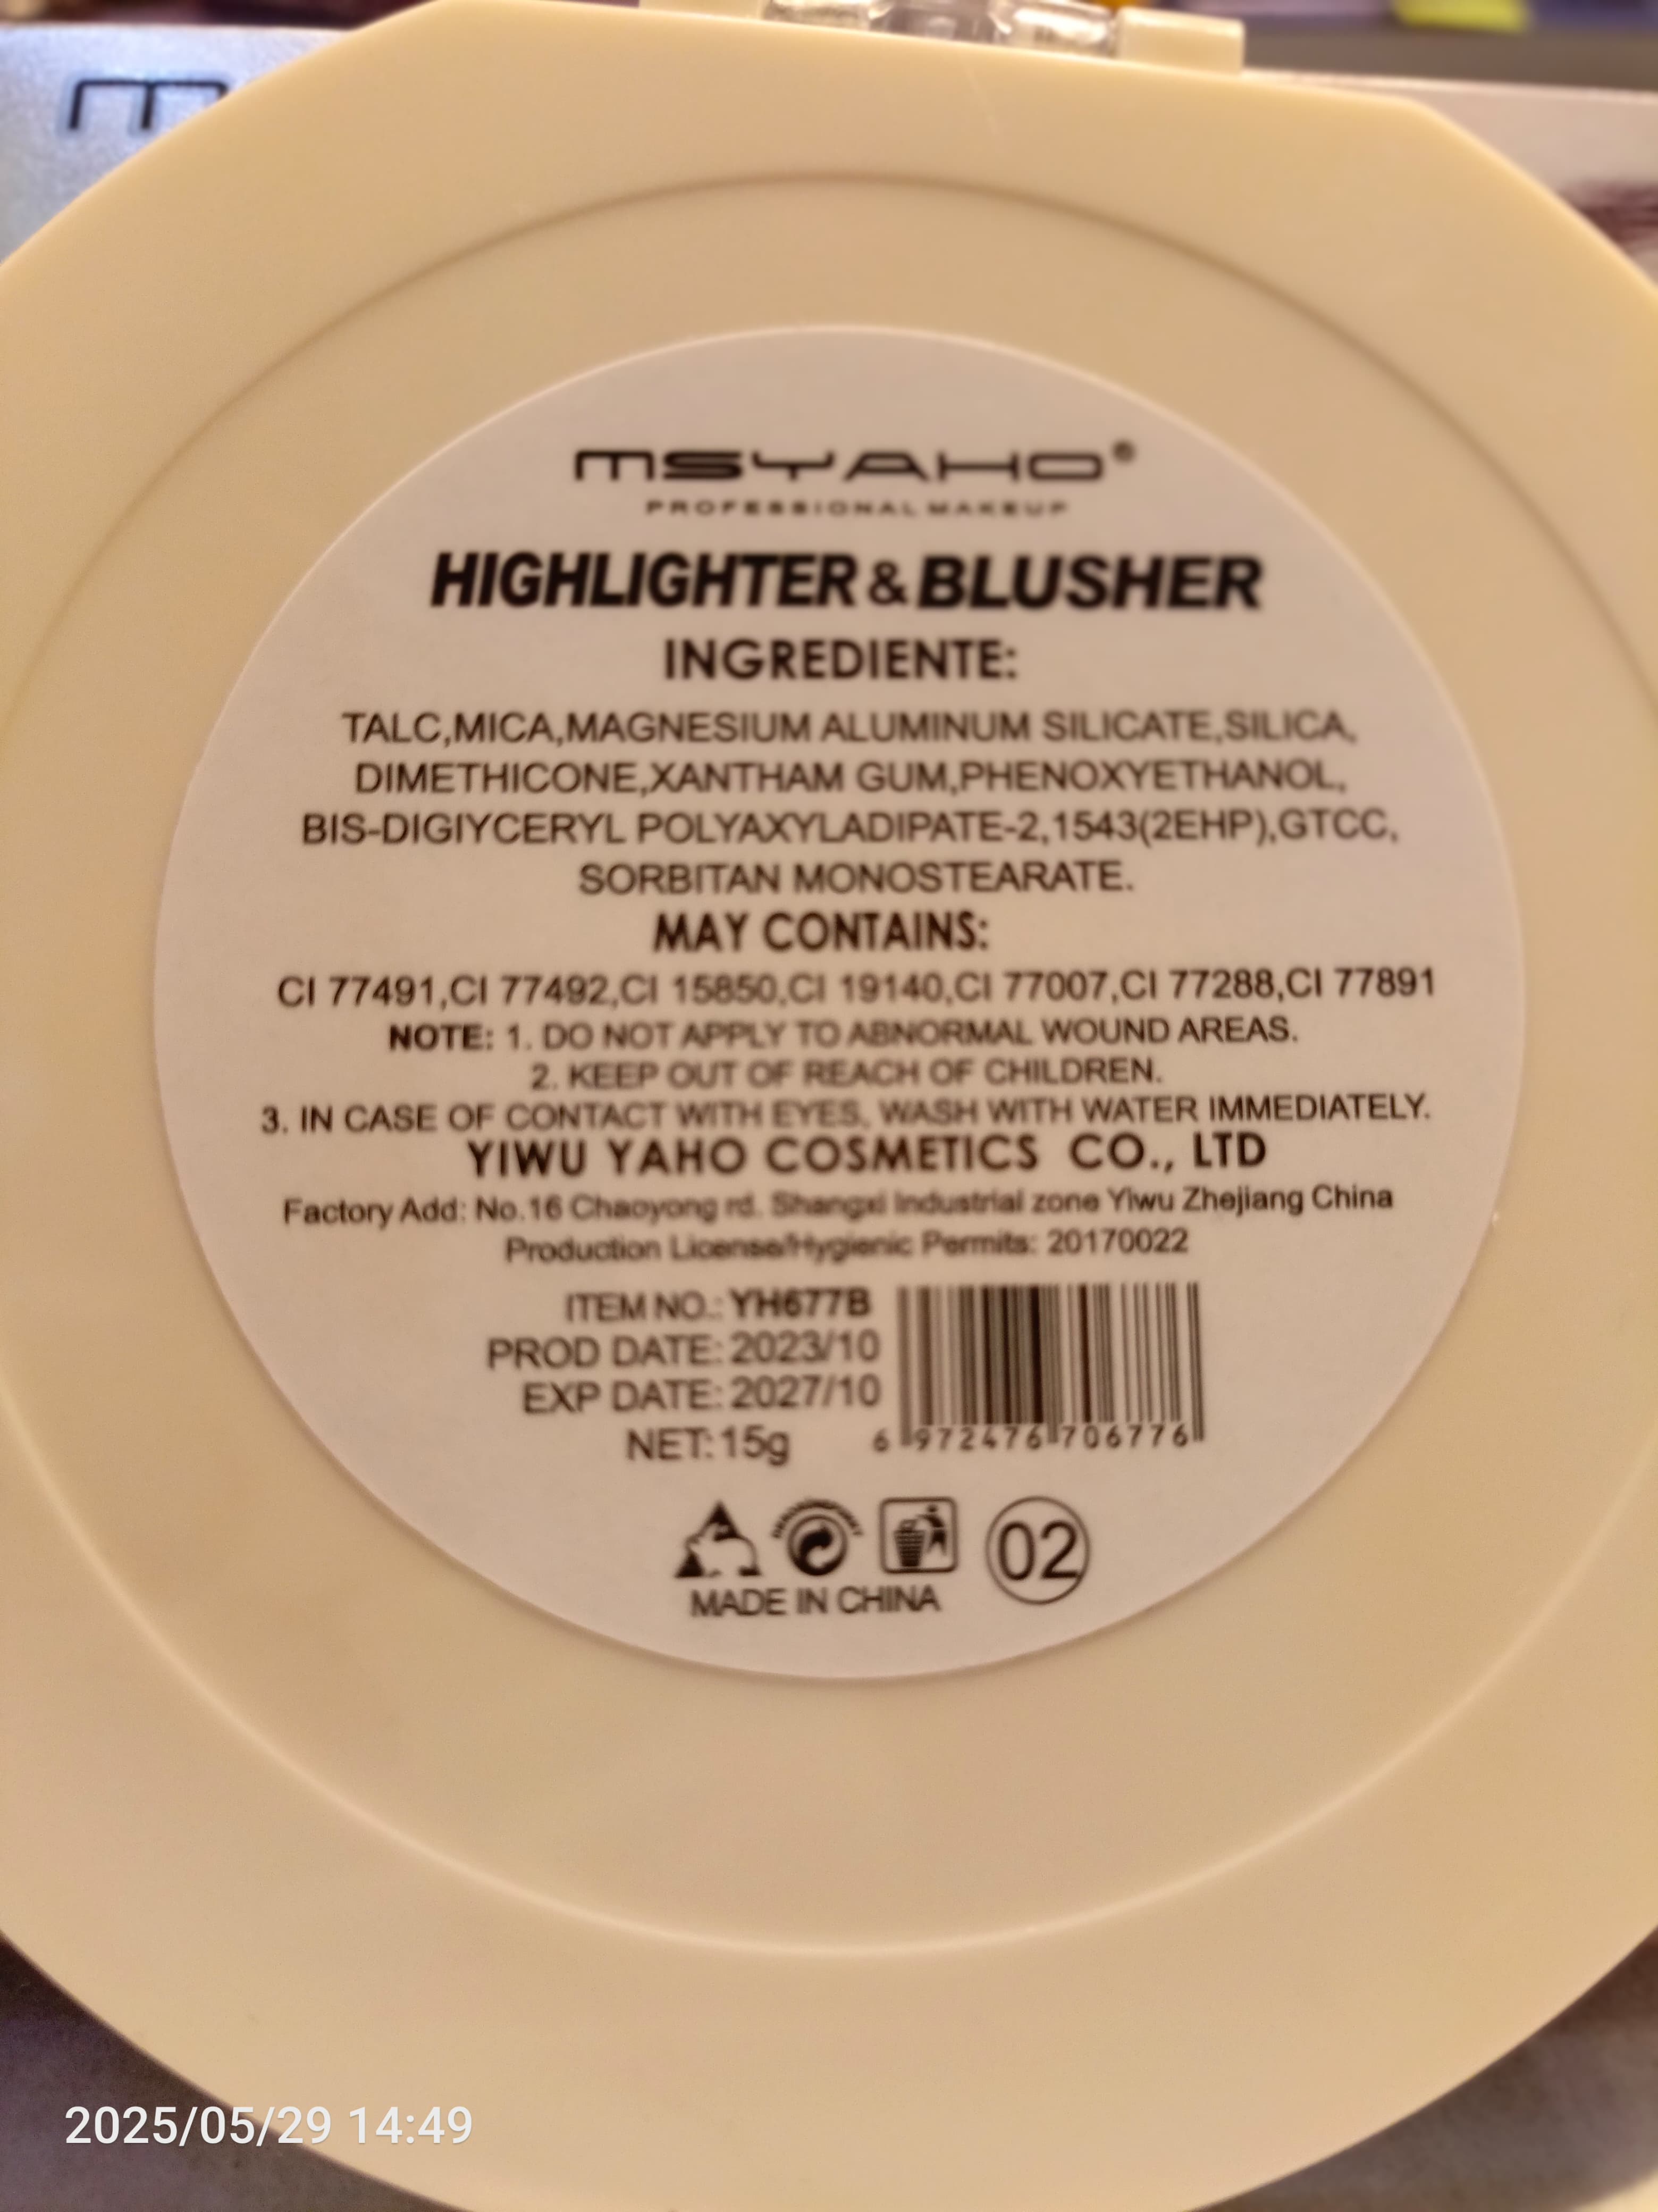 m
MSYAHO®
PROFESSIONAL MAKEUP
HIGHLIGHTER & BLUSHER
INGREDIENTE:
TALC,MICA,MAGNESIUM ALUMINUM SILICATE,SILICA,
DIMETHICONE,XANTHAM GUM,PHENOXYETHANOL,
BIS-DIGIYCERYL POLYAXYLADIPATE-2,1543(2EHP),GTCC,
SORBITAN MONOSTEARATE.
MAY CONTAINS:
CI 77491,CI 77492,CI 15850,CI 19140,CI 77007,CI 77288,CI 77891
NOTE: 1. DO NOT APPLY TO ABNORMAL WOUND AREAS.
2. KEEP OUT OF REACH OF CHILDREN.
3. IN CASE OF CONTACT WITH EYES, WASH WITH WATER IMMEDIATELY.
YIWU YAHO COSMETICS CO., LTD
Factory Add: No.16 Chaoyong rd. Shangxi Industrial zone Yiwu Zhejiang China
Production License/Hygienic Permits: 20170022
ITEM NO.: YH677B
PROD DATE: 2023/10
EXP DATE: 2027/10
NET: 15g
6 972476 706776
02
MADE IN CHINA
2025/05/29 14:49